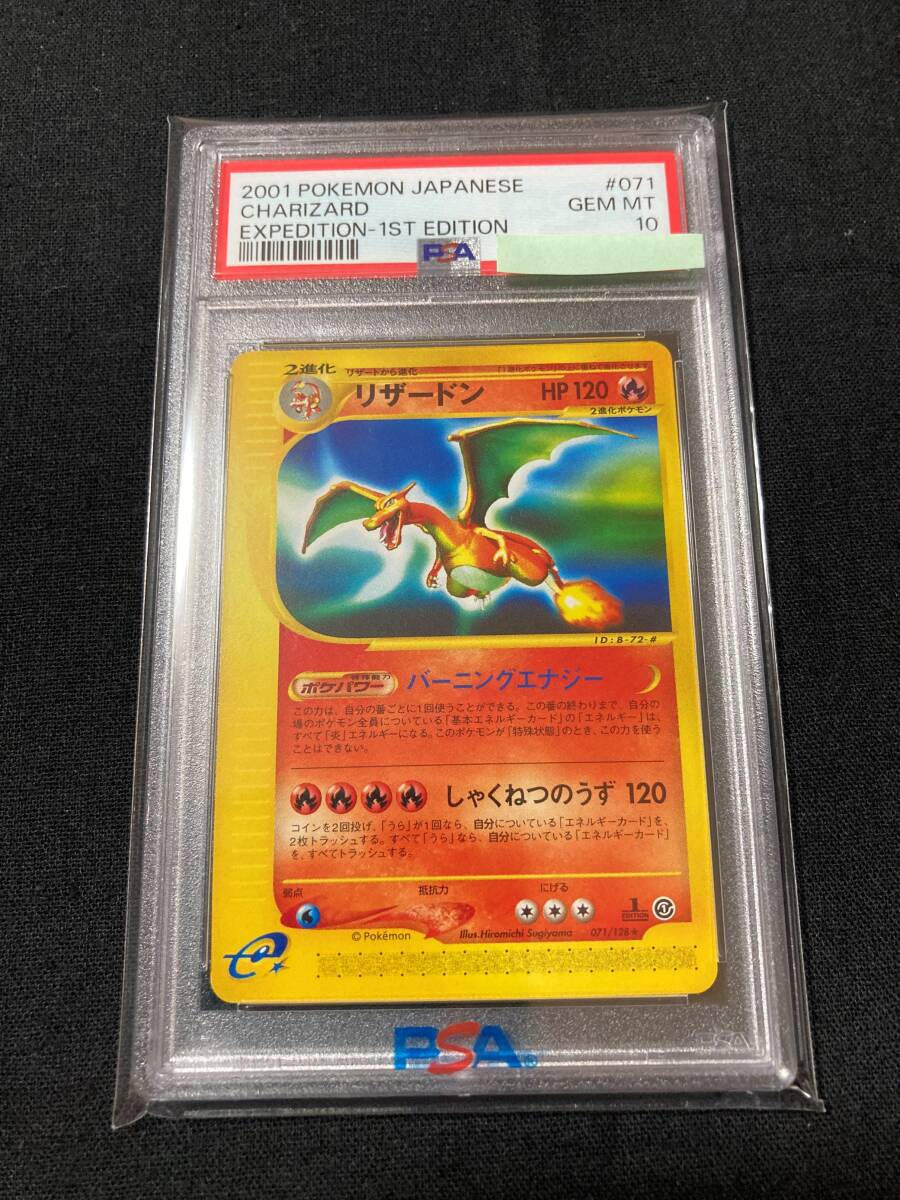 2001 POKEMON JAPANESE #071
CHARIZARD GEM MT
EXPEDITION-1ST EDITION 10
PSA
2進化 リザードから進化
リザードン HP 120
2進化ポケモン
ID:B-72-#
特殊能力
ポケパワー バーニングエナジー
この力は、自分の番ごとに1回使うことができる。この番の終わりまで、自分の
場のポケモン全員についている「基本エネルギーカード」の「エネルギー」は、
すべて「炎」エネルギーになる。このポケモンが「特殊状態」のとき、この力を使う
ことはできない。
しゃくねつのうず 120
コインを2回投げ、「うら」が1回なら、自分についている「エネルギーカード」を、
2枚トラッシュする。すべて「うら」なら、自分についている「エネルギーカード」
を、すべてトラッシュする。
弱点 抵抗力 にげる
1
EDITION
©Pokémon Illus.Hiromichi Sugiyama 071/128★
e
PSA®
PSA